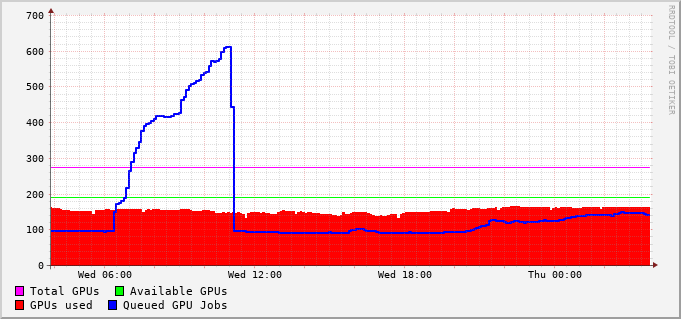 700
600
500
400
300
200
100
0
Wed 06:00 Wed 12:00 Wed 18:00 Thu 00:00
Total GPUs Available GPUs
GPUs used Queued GPU Jobs
RRDTOOL / TOBI OETIKER